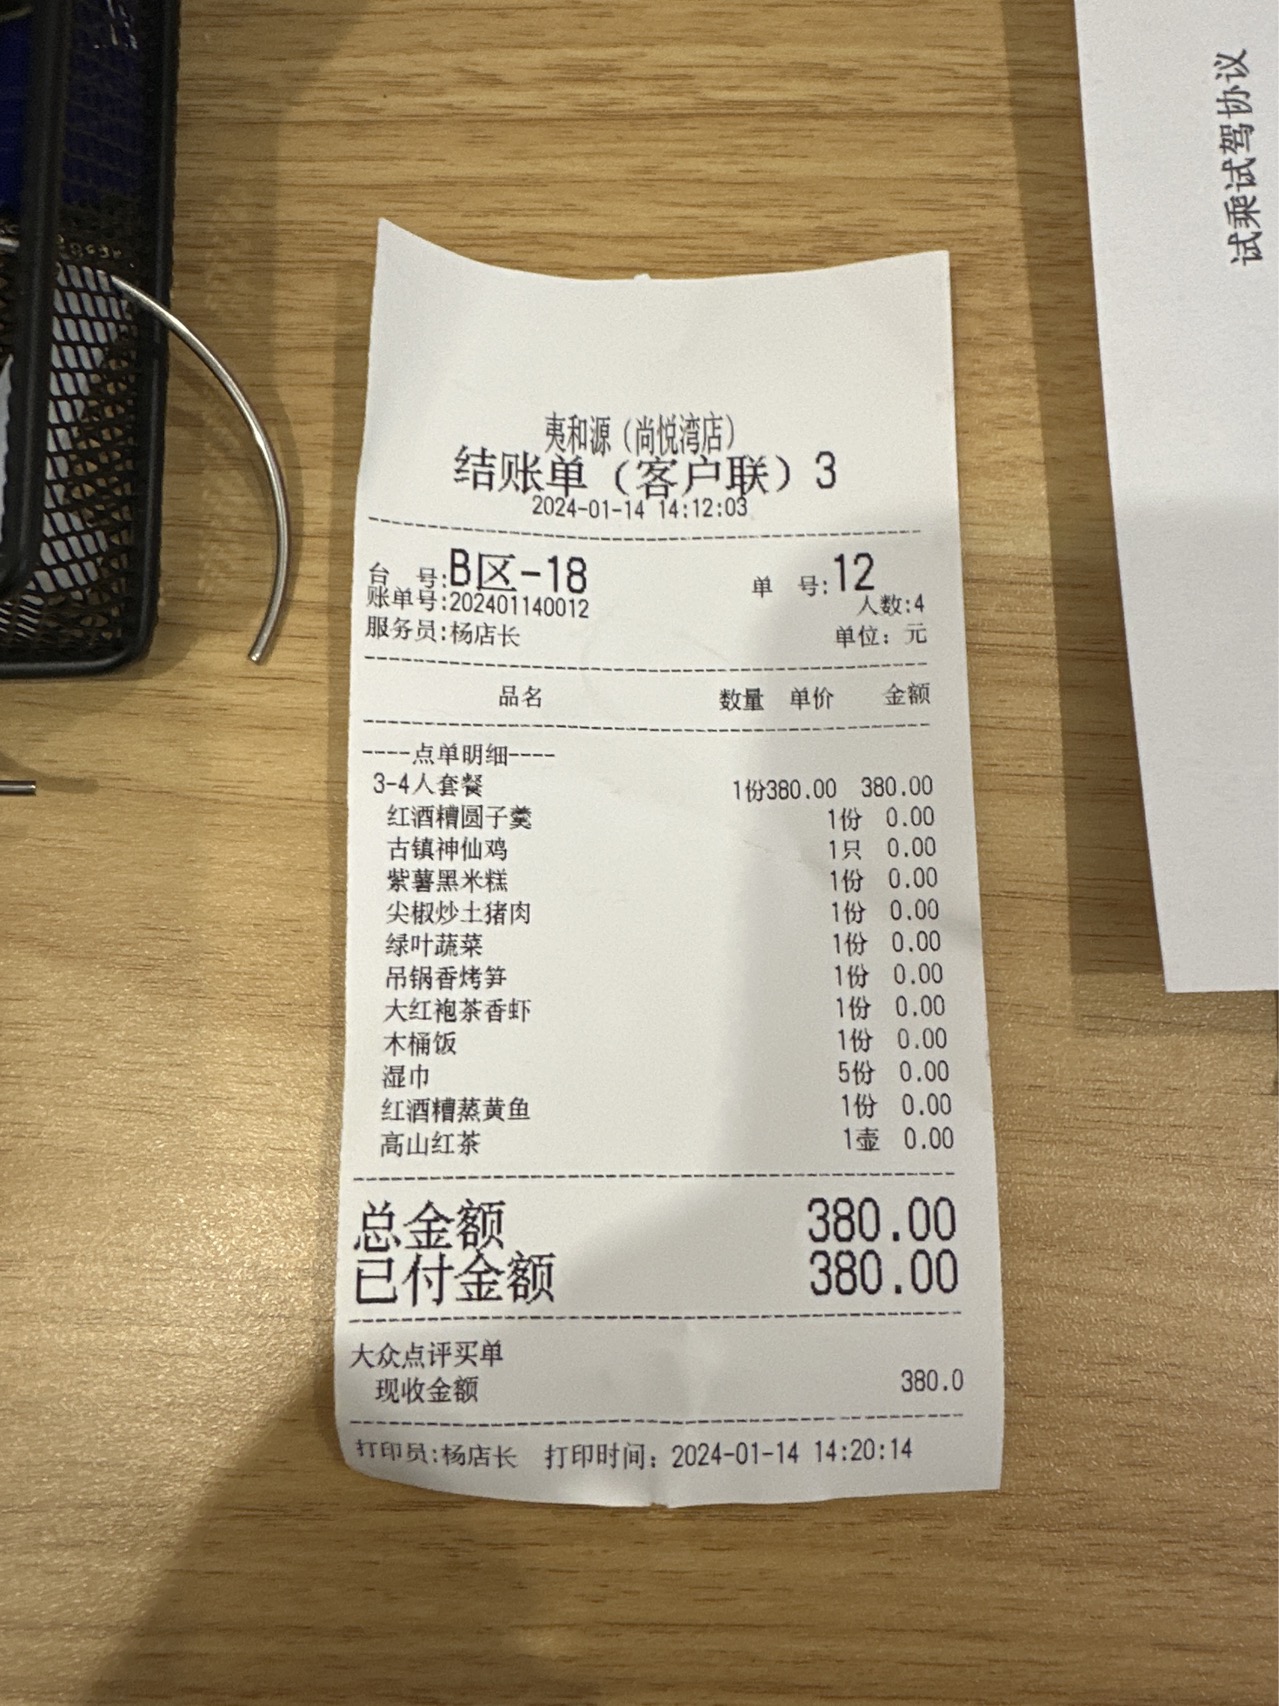 试乘试驾协议
夷和源（尚悦湾店）
结账单（客户联）3
2024-01-14 14:12:03
台 号:B区-18 单 号:12
账单号:202401140012 人数:4
服务员:杨店长 单位：元
品名 数量 单价 金额
----点单明细----
3-4人套餐 1份380.00 380.00
红酒糟圆子羹 1份 0.00
古镇神仙鸡 1只 0.00
紫薯黑米糕 1份 0.00
尖椒炒土猪肉 1份 0.00
绿叶蔬菜 1份 0.00
吊锅香烤笋 1份 0.00
大红袍茶香虾 1份 0.00
木桶饭 1份 0.00
湿巾 5份 0.00
红酒糟蒸黄鱼 1份 0.00
高山红茶 1壶 0.00
总金额 380.00
已付金额 380.00
大众点评买单
现收金额 380.0
打印员:杨店长 打印时间：2024-01-14 14:20:14